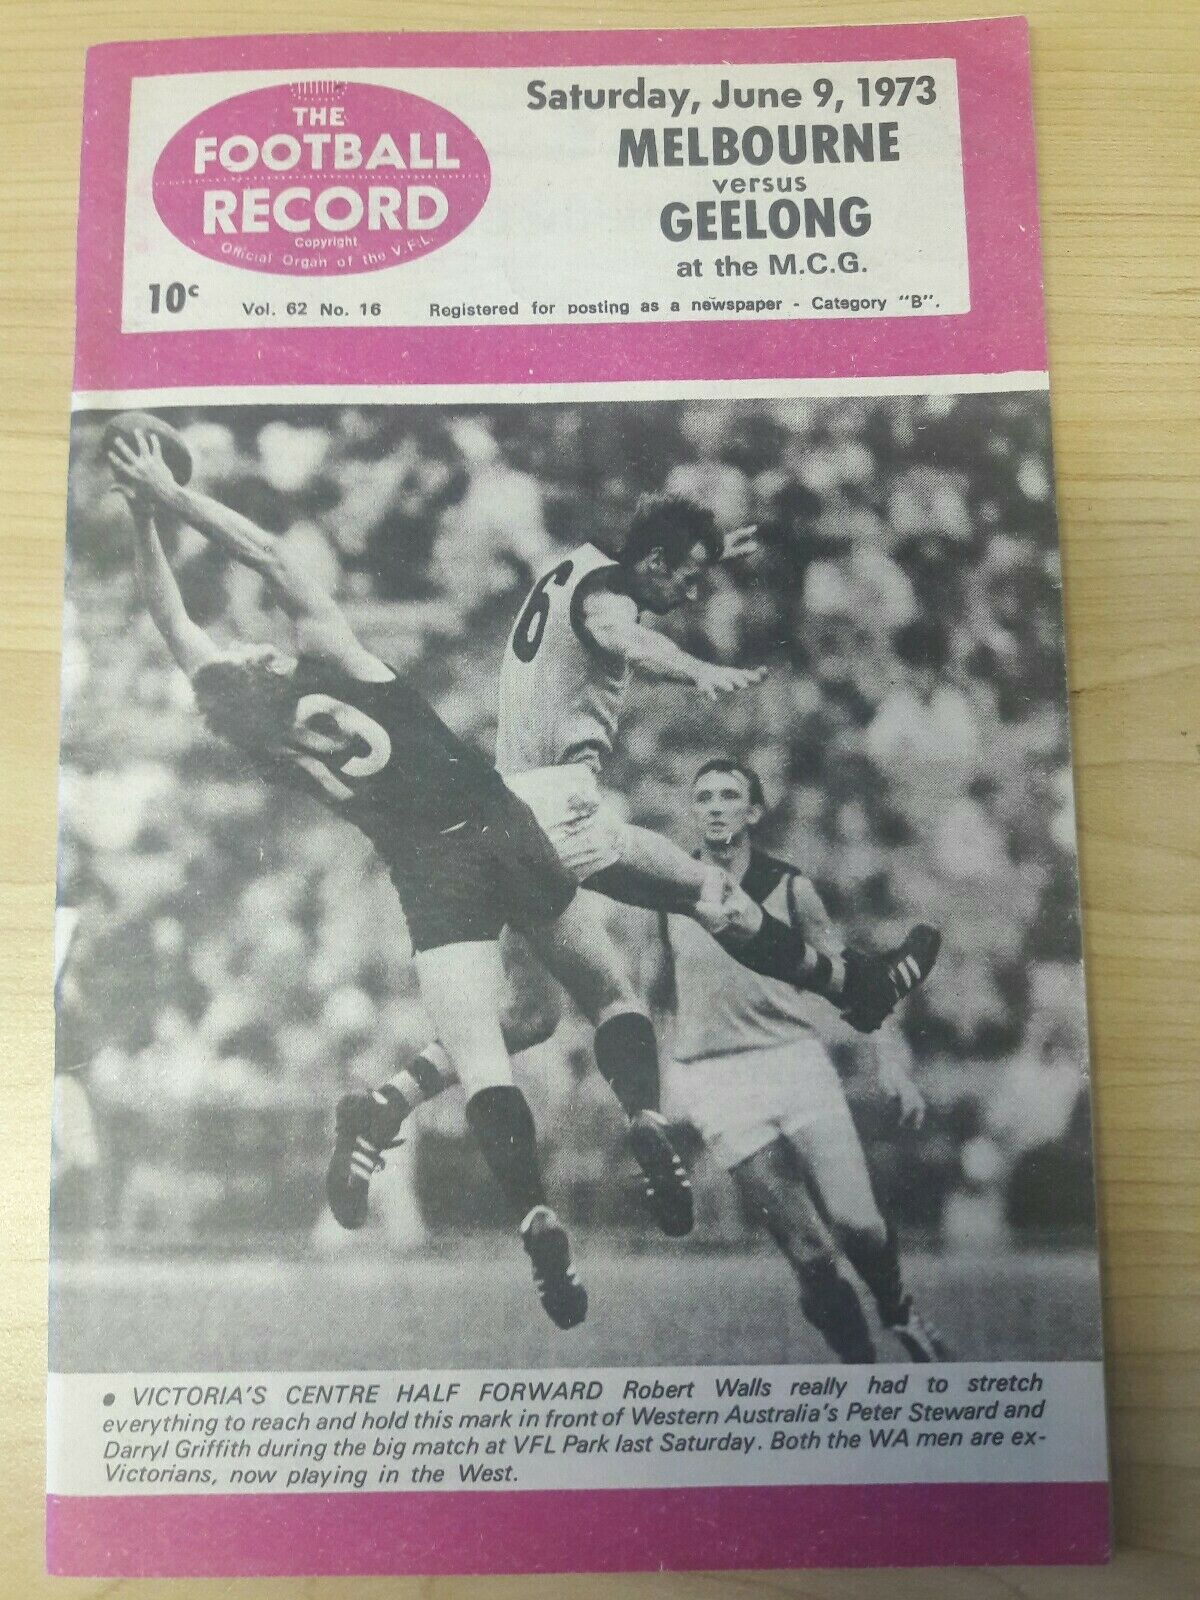 THE
FOOTBALL
RECORD
Copyright
Official Organ of the V.F.L.
Saturday, June 9, 1973
MELBOURNE
versus
GEELONG
at the M.C.G.
10c Vol. 62 No. 16 Registered for posting as a newspaper - Category "B".
6
• VICTORIA'S CENTRE HALF FORWARD Robert Walls really had to stretch
everything to reach and hold this mark in front of Western Australia's Peter Steward and
Darryl Griffith during the big match at VFL Park last Saturday. Both the WA men are ex-
Victorians, now playing in the West.